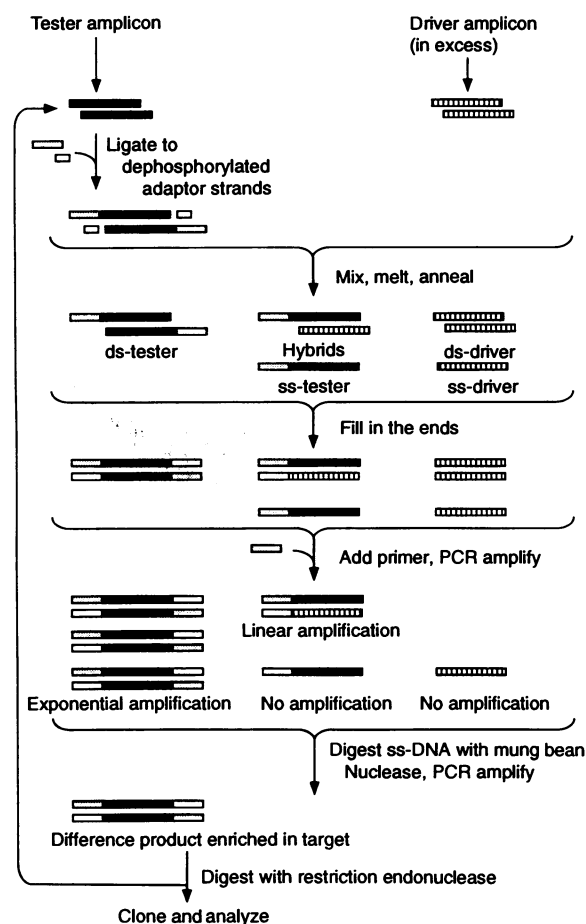 Tester amplicon
Driver amplicon
(in excess)
Ligate to
dephosphorylated
adaptor strands
Mix, melt, anneal
ds-tester
Hybrids
ds-driver
ss-tester
ss-driver
Fill in the ends
Add primer, PCR amplify
Linear amplification
Exponential amplification
No amplification
No amplification
Digest ss-DNA with mung bean
Nuclease, PCR amplify
Difference product enriched in target
Digest with restriction endonuclease
Clone and analyze